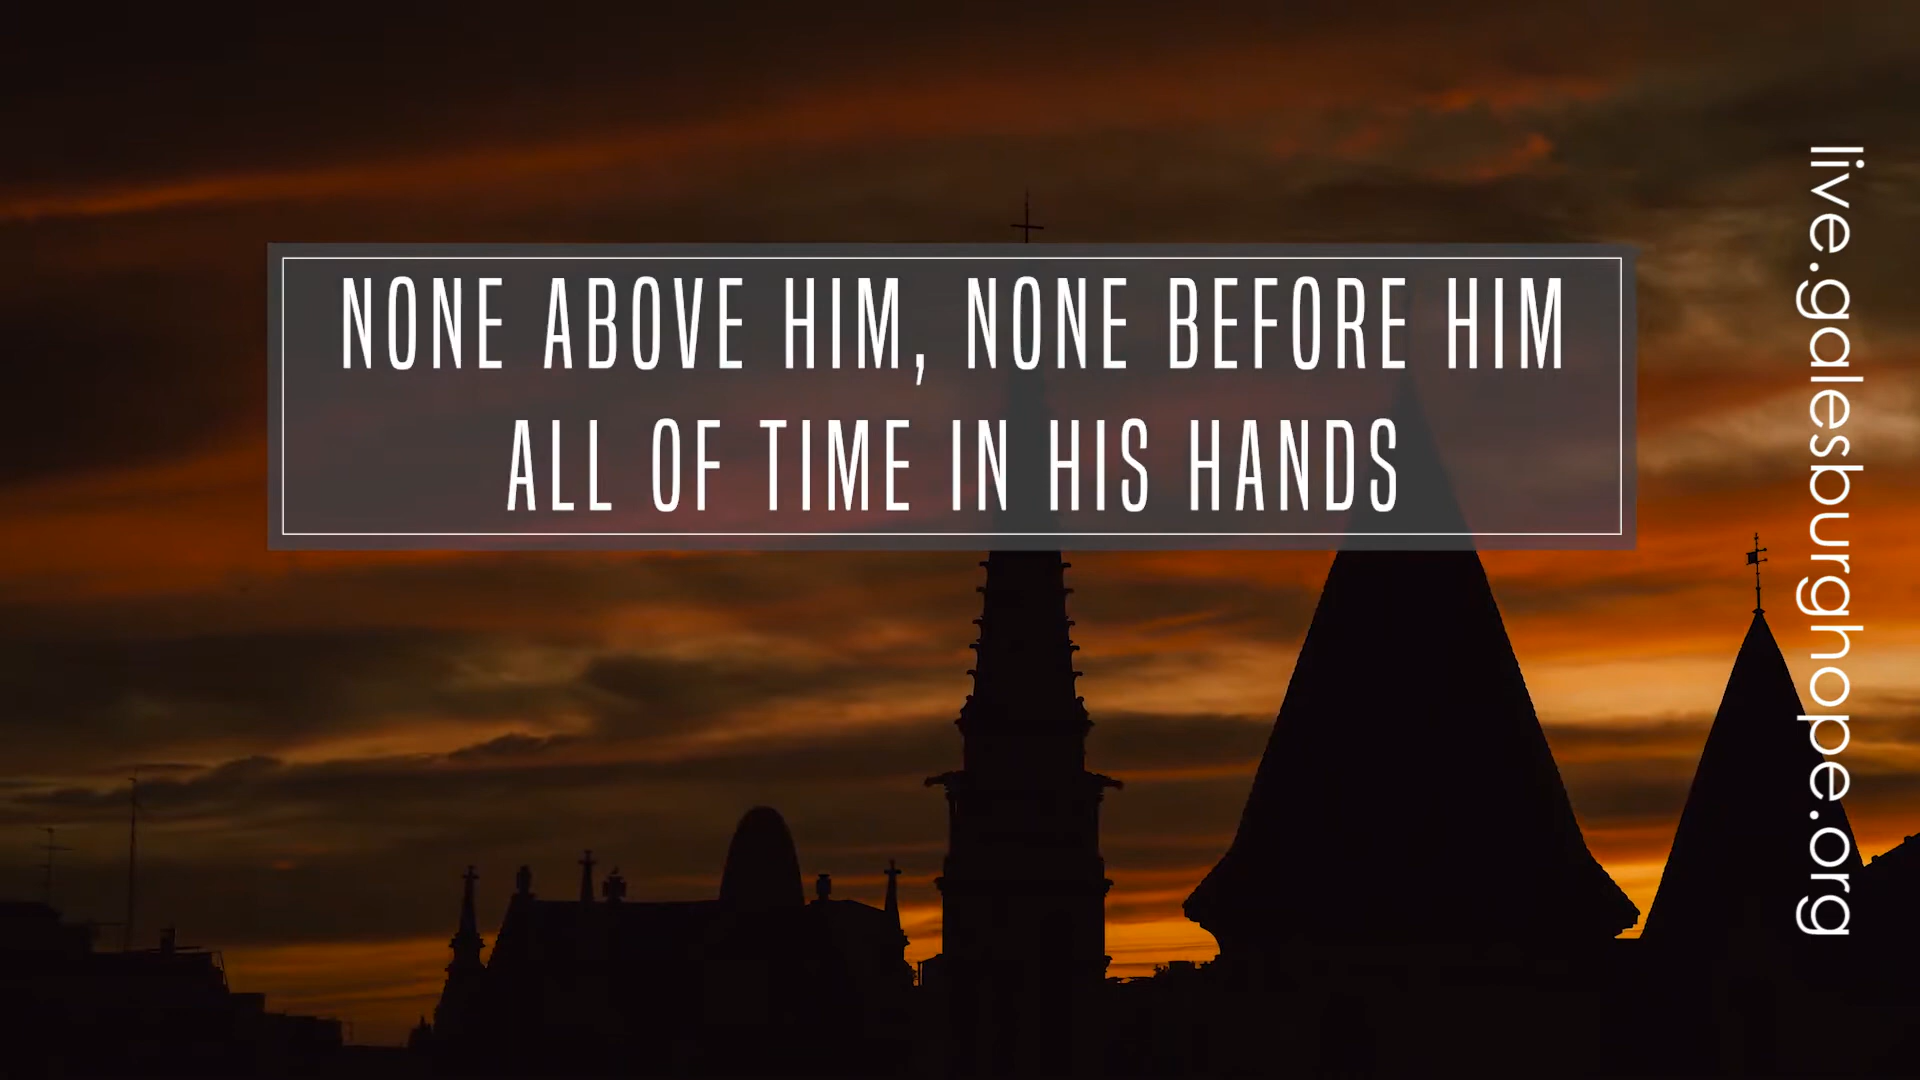 NONE ABOVE HIM, NONE BEFORE HIM
ALL OF TIME IN HIS HANDS
live.galesburghope.org